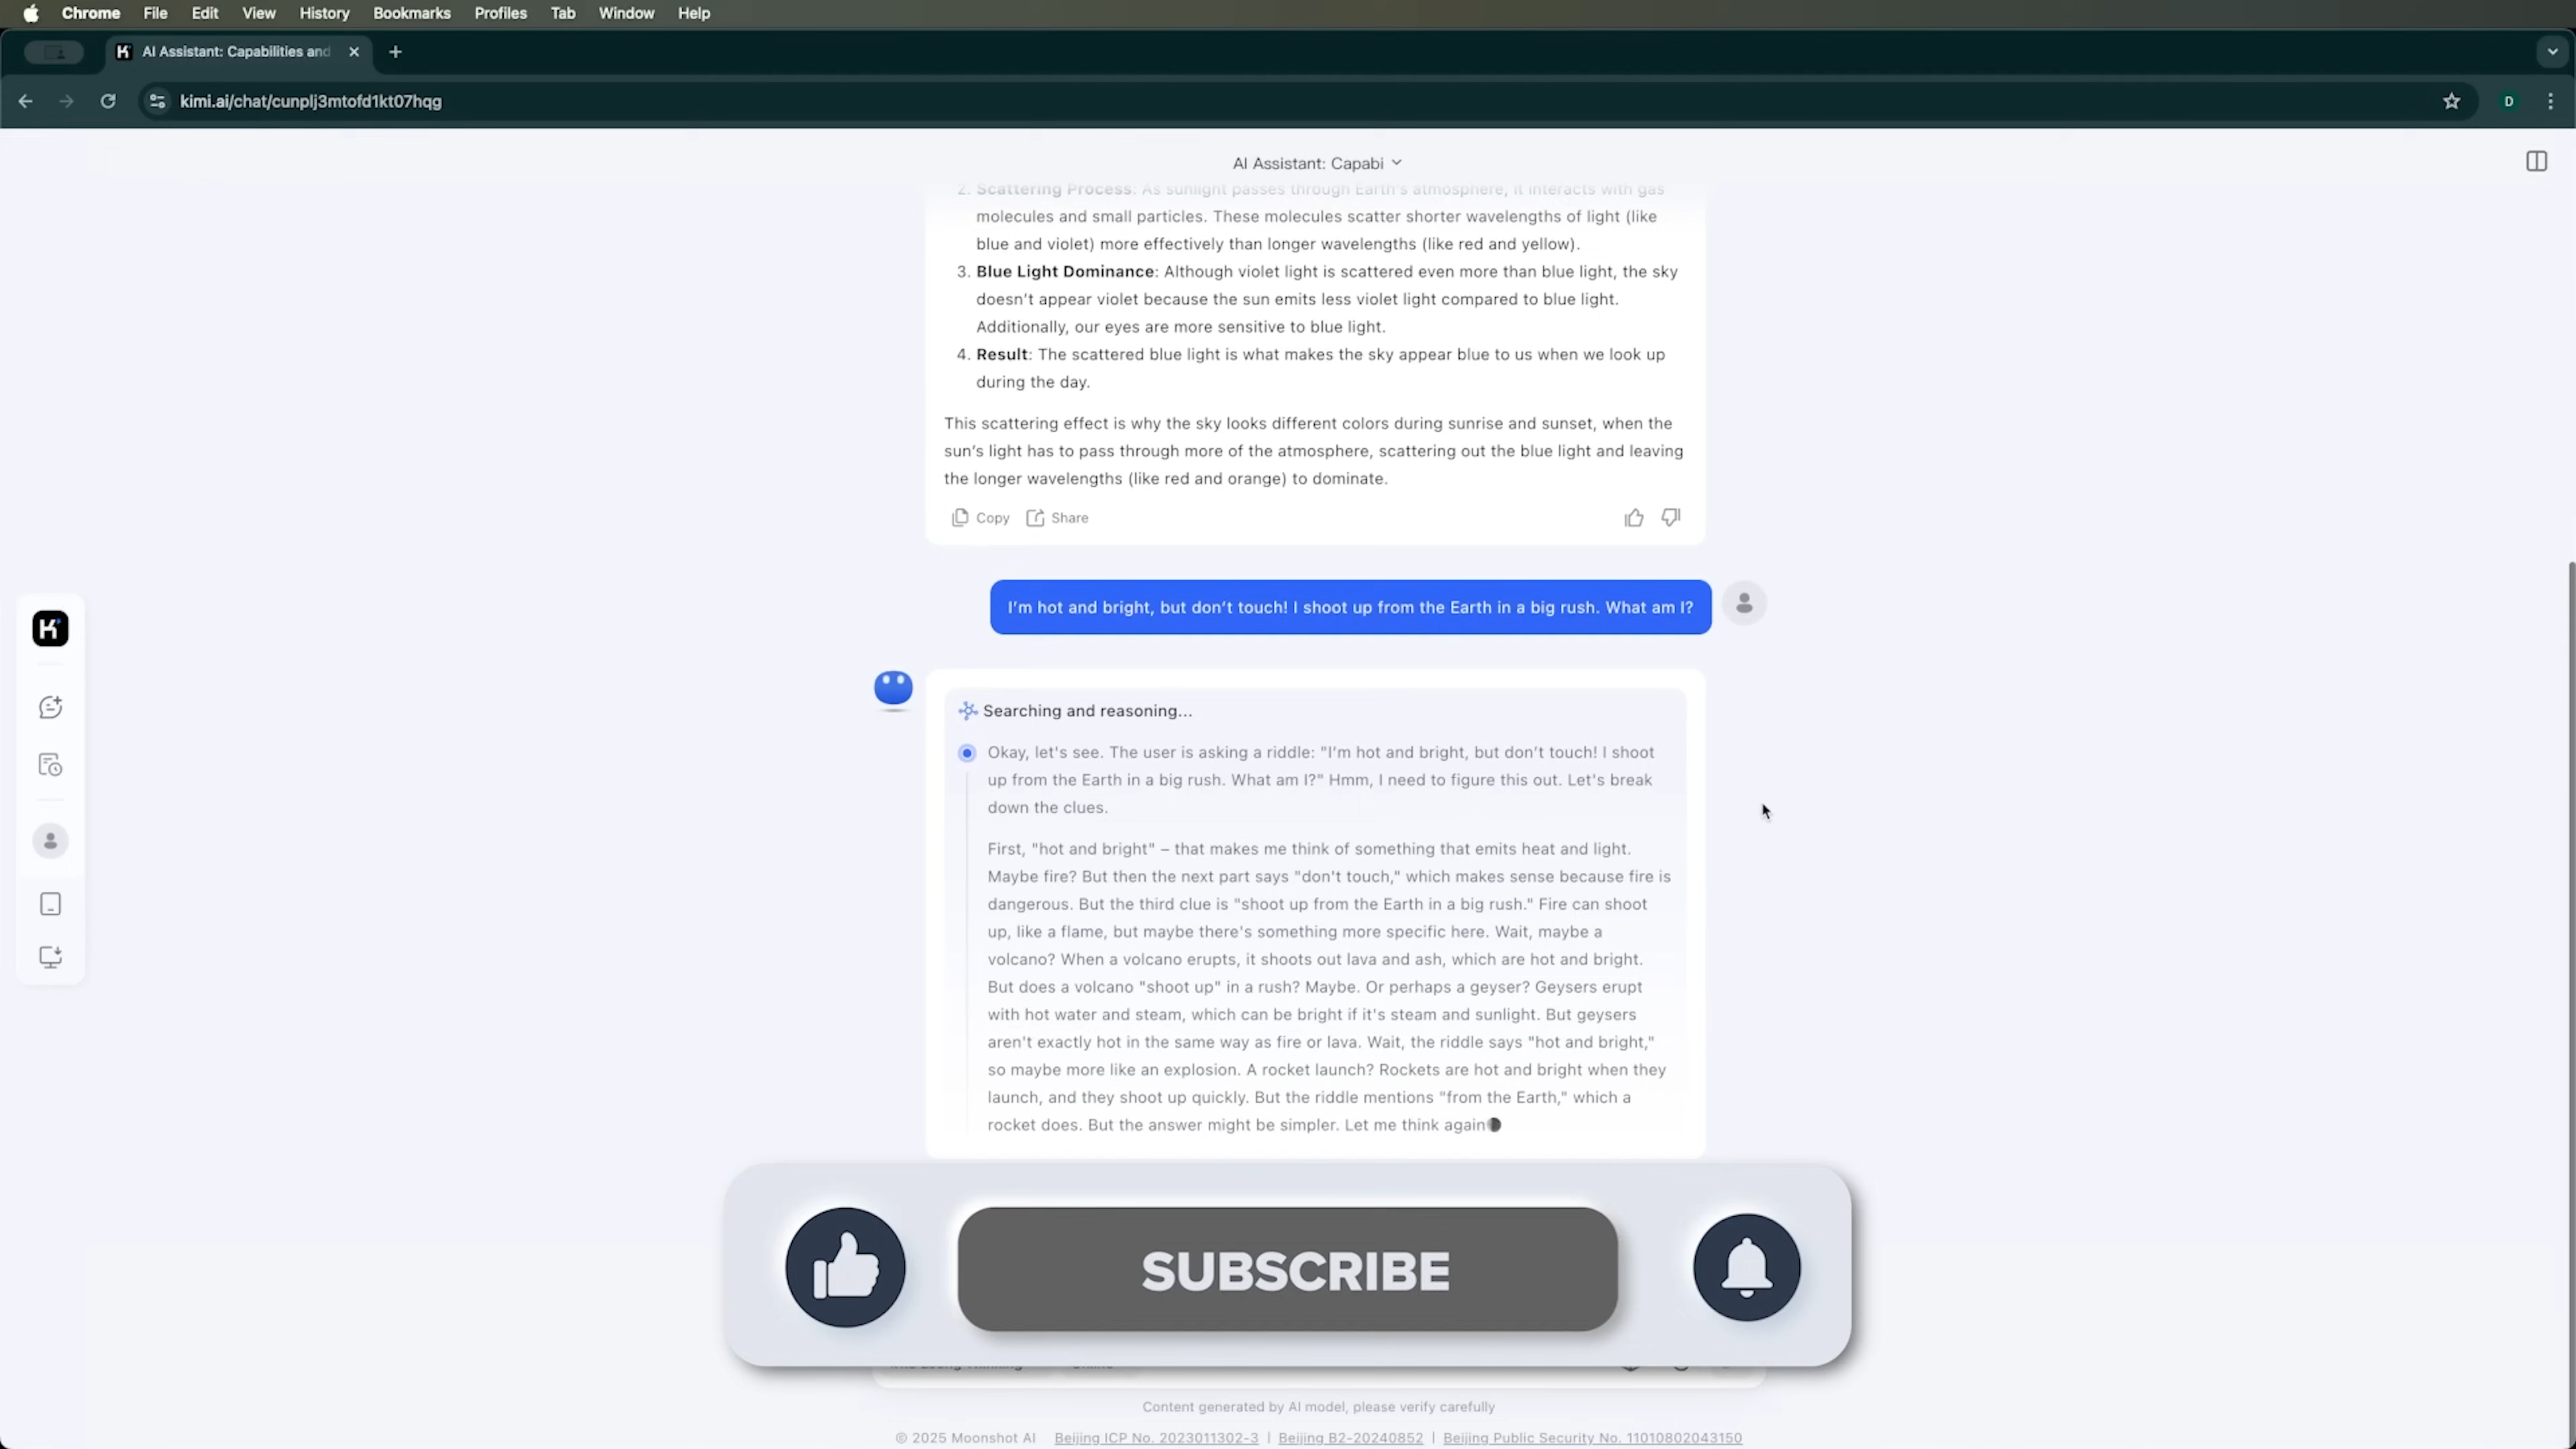 Chrome File Edit View History Bookmarks Profiles Tab Window Help
AI Assistant: Capabilities and
kimi.ai/chat/cunplj3mtofd1kt07hqg
D
AI Assistant: Capabi
2. Scattering Process: As sunlight passes through Earth's atmosphere, it interacts with gas
molecules and small particles. These molecules scatter shorter wavelengths of light (like
blue and violet) more effectively than longer wavelengths (like red and yellow).
3. Blue Light Dominance: Although violet light is scattered even more than blue light, the sky
doesn't appear violet because the sun emits less violet light compared to blue light.
Additionally, our eyes are more sensitive to blue light.
4. Result: The scattered blue light is what makes the sky appear blue to us when we look up
during the day.
This scattering effect is why the sky looks different colors during sunrise and sunset, when the
sun's light has to pass through more of the atmosphere, scattering out the blue light and leaving
the longer wavelengths (like red and orange) to dominate.
Copy Share
I'm hot and bright, but don't touch! I shoot up from the Earth in a big rush. What am I?
K
Searching and reasoning...
Okay, let's see. The user is asking a riddle: "I'm hot and bright, but don't touch! I shoot
up from the Earth in a big rush. What am I?" Hmm, I need to figure this out. Let's break
down the clues.
First, "hot and bright" – that makes me think of something that emits heat and light.
Maybe fire? But then the next part says "don't touch," which makes sense because fire is
dangerous. But the third clue is "shoot up from the Earth in a big rush." Fire can shoot
up, like a flame, but maybe there's something more specific here. Wait, maybe a
volcano? When a volcano erupts, it shoots out lava and ash, which are hot and bright.
But does a volcano "shoot up" in a rush? Maybe. Or perhaps a geyser? Geysers erupt
with hot water and steam, which can be bright if it's steam and sunlight. But geysers
aren't exactly hot in the same way as fire or lava. Wait, the riddle says "hot and bright,"
so maybe more like an explosion. A rocket launch? Rockets are hot and bright when they
launch, and they shoot up quickly. But the riddle mentions "from the Earth," which a
rocket does. But the answer might be simpler. Let me think again
SUBSCRIBE
Content generated by AI model, please verify carefully
© 2025 Moonshot AI Beijing ICP No. 2023011302-3 | Beijing B2-20240852 | Beijing Public Security No. 11010802043150